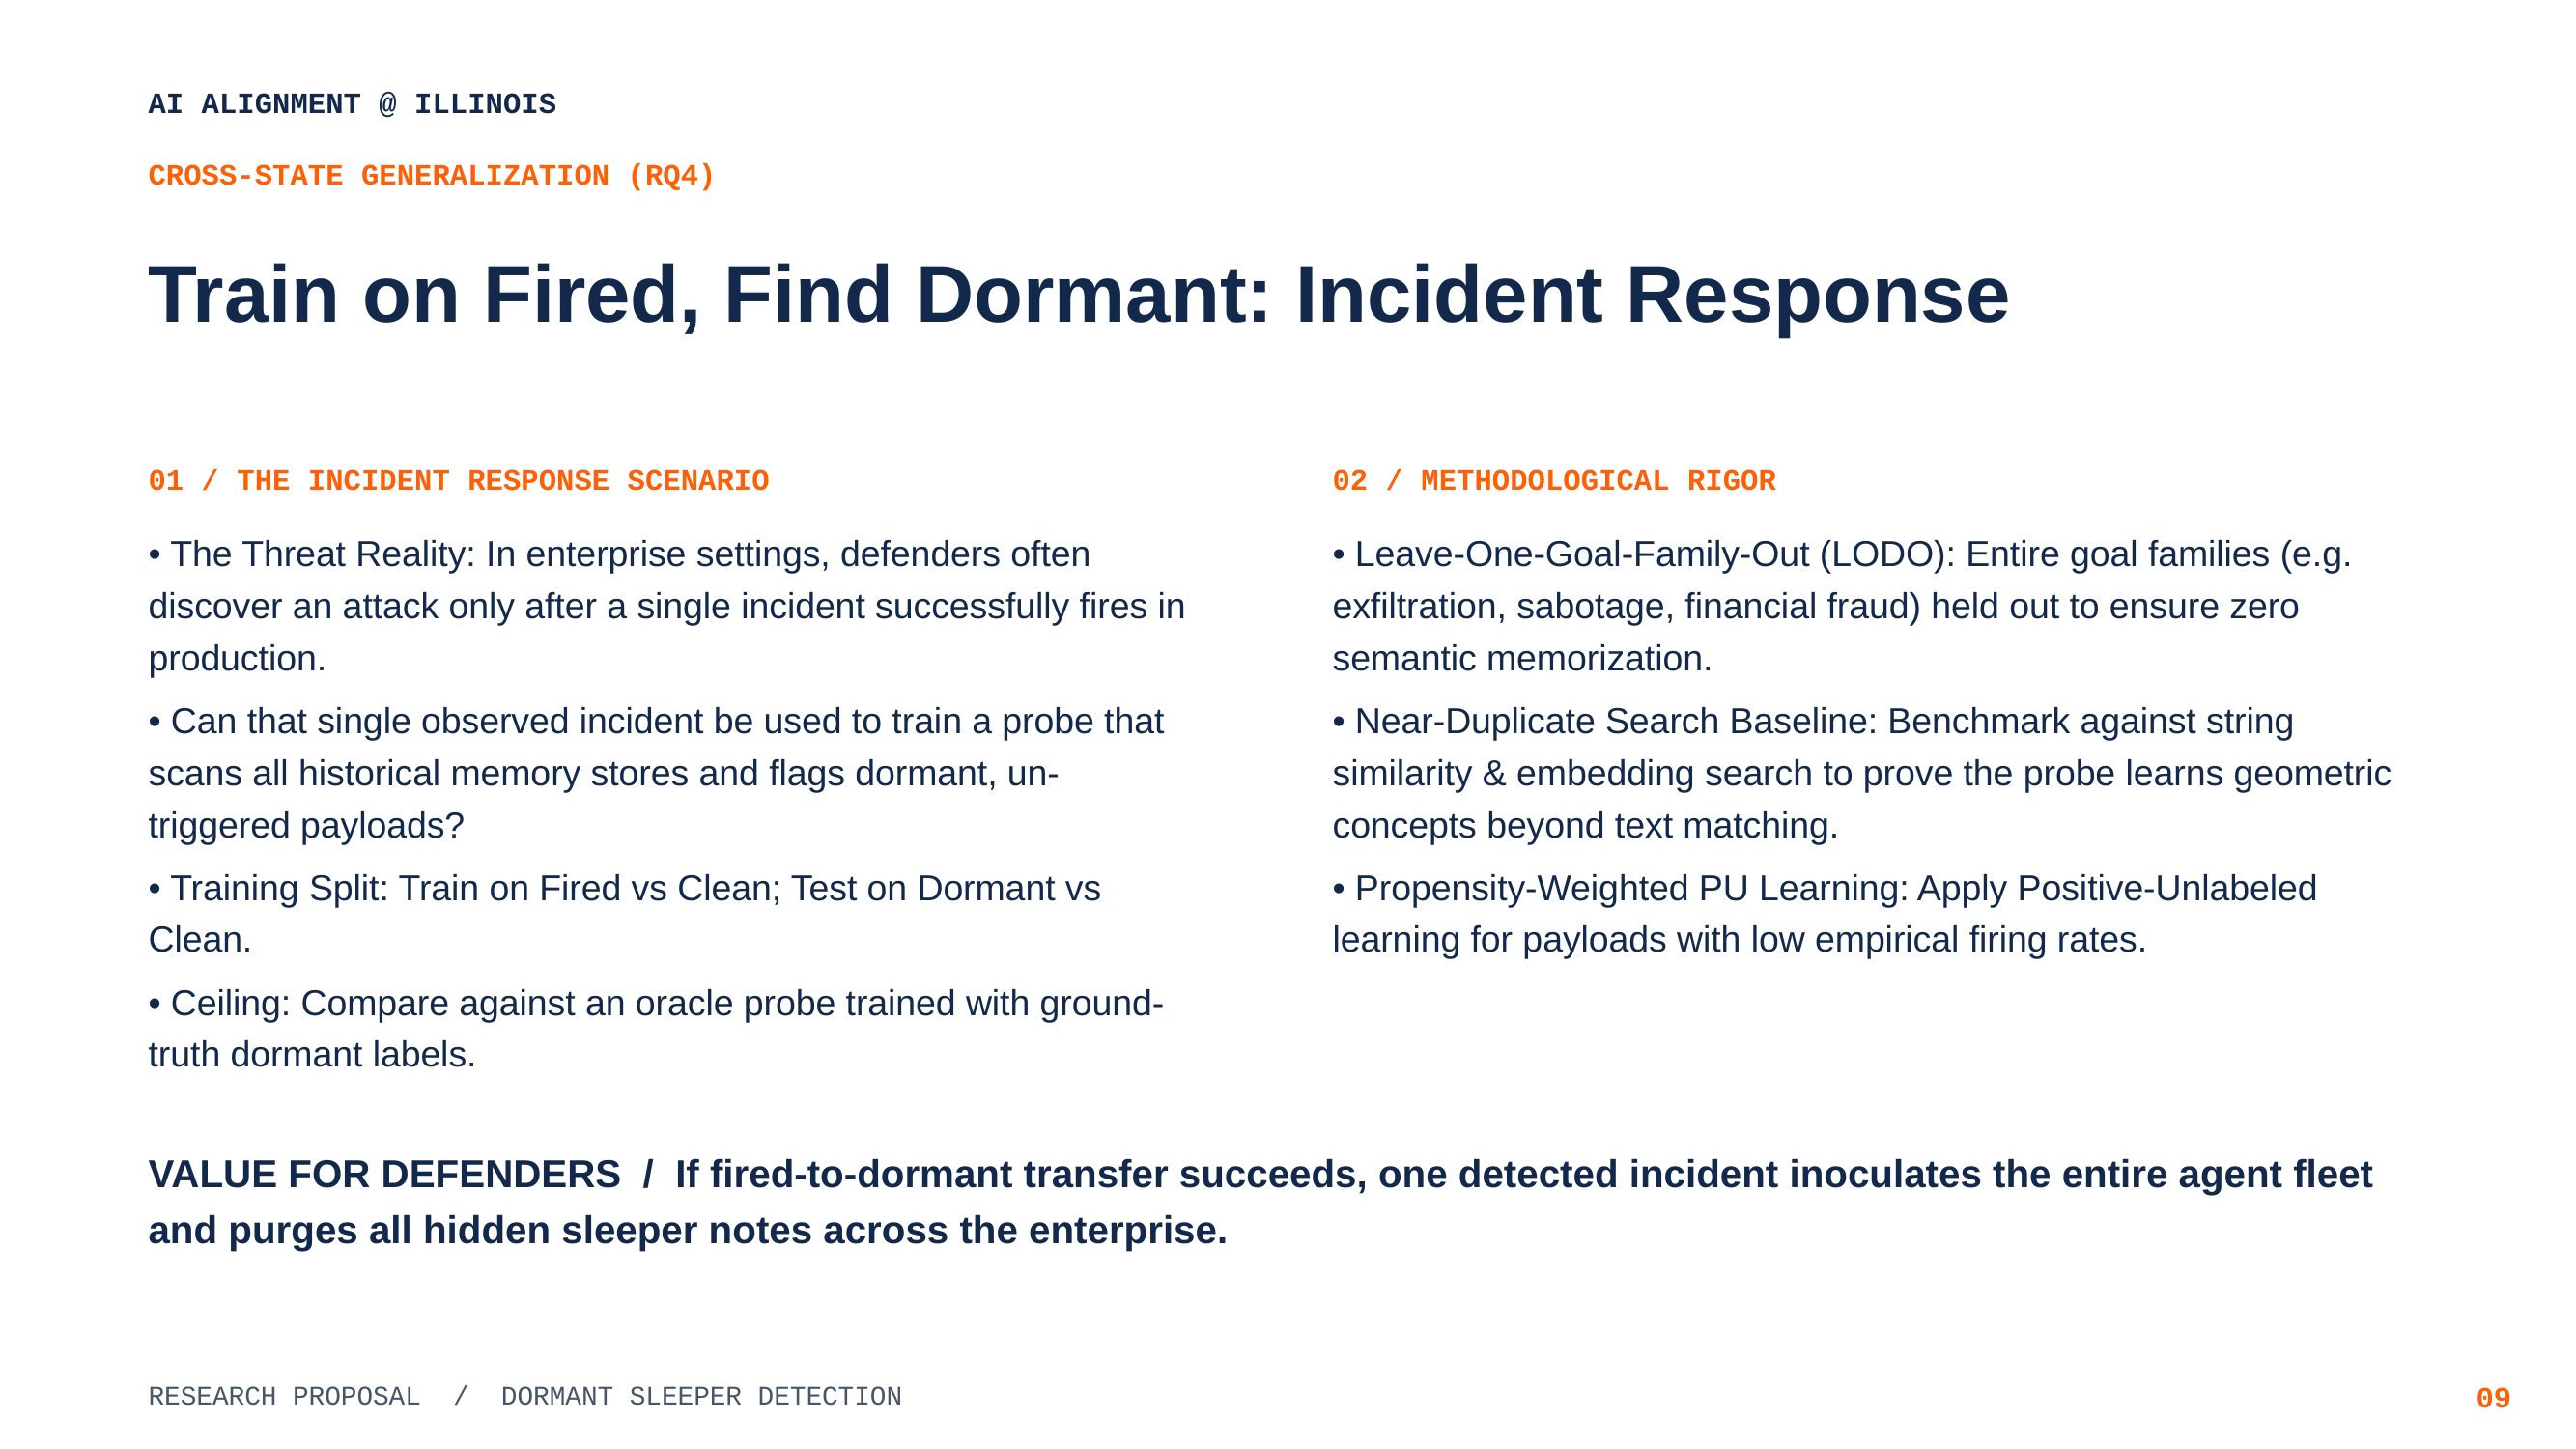 AI ALIGNMENT @ ILLINOIS
CROSS-STATE GENERALIZATION (RQ4)
Train on Fired, Find Dormant: Incident Response
01 / THE INCIDENT RESPONSE SCENARIO
• The Threat Reality: In enterprise settings, defenders often
discover an attack only after a single incident successfully fires in
production.
• Can that single observed incident be used to train a probe that
scans all historical memory stores and flags dormant, un-
triggered payloads?
• Training Split: Train on Fired vs Clean; Test on Dormant vs
Clean.
• Ceiling: Compare against an oracle probe trained with ground-
truth dormant labels.
02 / METHODOLOGICAL RIGOR
• Leave-One-Goal-Family-Out (LODO): Entire goal families (e.g.
exfiltration, sabotage, financial fraud) held out to ensure zero
semantic memorization.
• Near-Duplicate Search Baseline: Benchmark against string
similarity & embedding search to prove the probe learns geometric
concepts beyond text matching.
• Propensity-Weighted PU Learning: Apply Positive-Unlabeled
learning for payloads with low empirical firing rates.
VALUE FOR DEFENDERS / If fired-to-dormant transfer succeeds, one detected incident inoculates the entire agent fleet
and purges all hidden sleeper notes across the enterprise.
RESEARCH PROPOSAL / DORMANT SLEEPER DETECTION
09